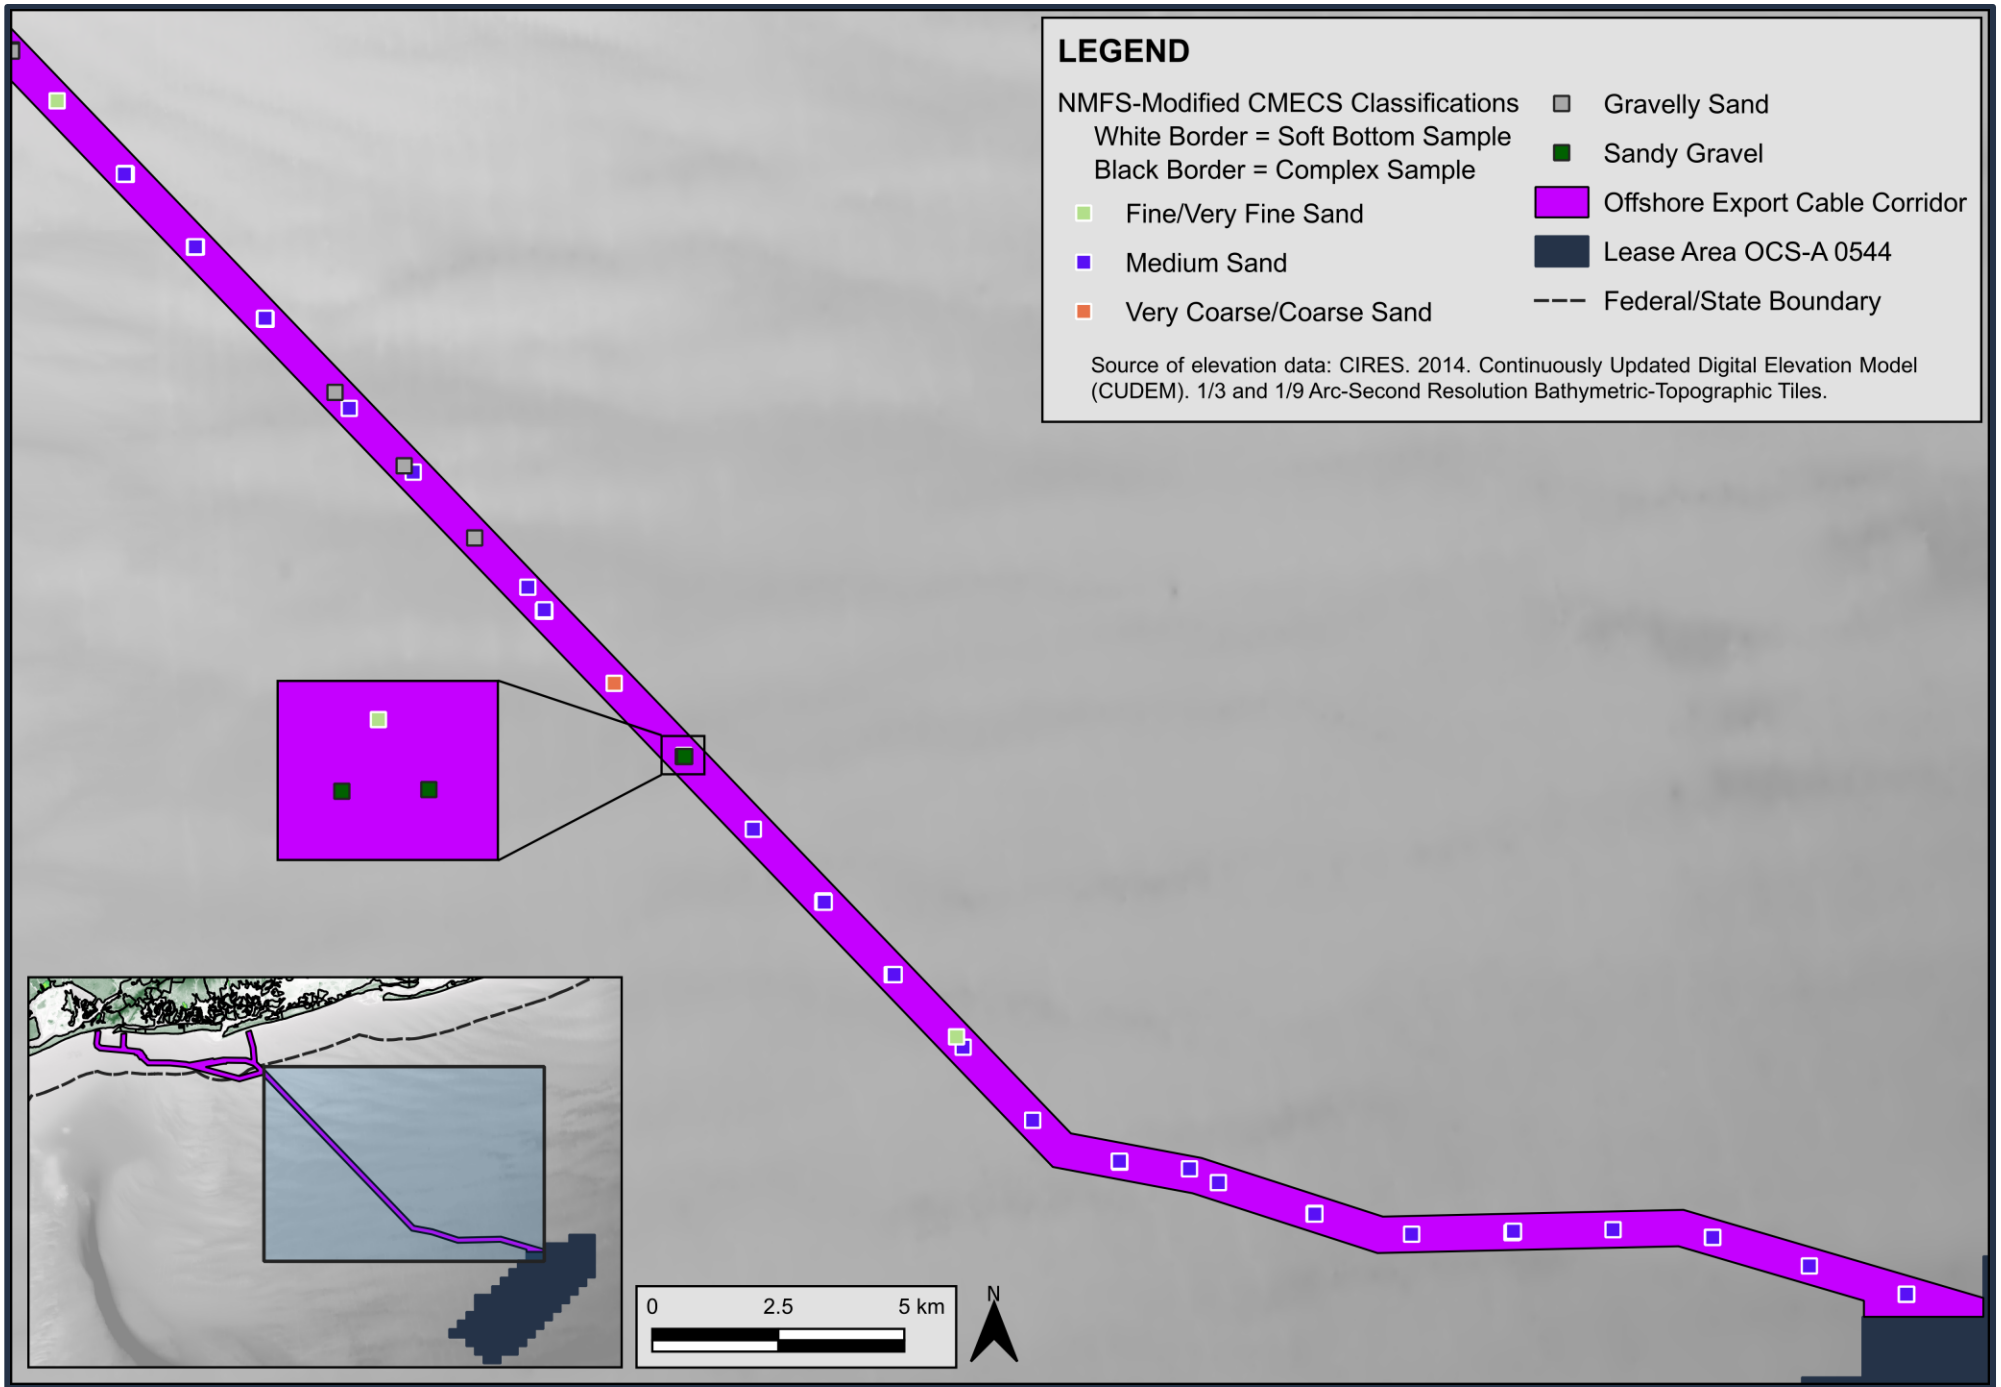 LEGEND
NMFS-Modified CMECS Classifications
White Border = Soft Bottom Sample
Black Border = Complex Sample
Fine/Very Fine Sand
Medium Sand
Very Coarse/Coarse Sand
Gravelly Sand
Sandy Gravel
Offshore Export Cable Corridor
Lease Area OCS-A 0544
Federal/State Boundary
Source of elevation data: CIRES. 2014. Continuously Updated Digital Elevation Model
(CUDEM). 1/3 and 1/9 Arc-Second Resolution Bathymetric-Topographic Tiles.
0 2.5 5 km
N